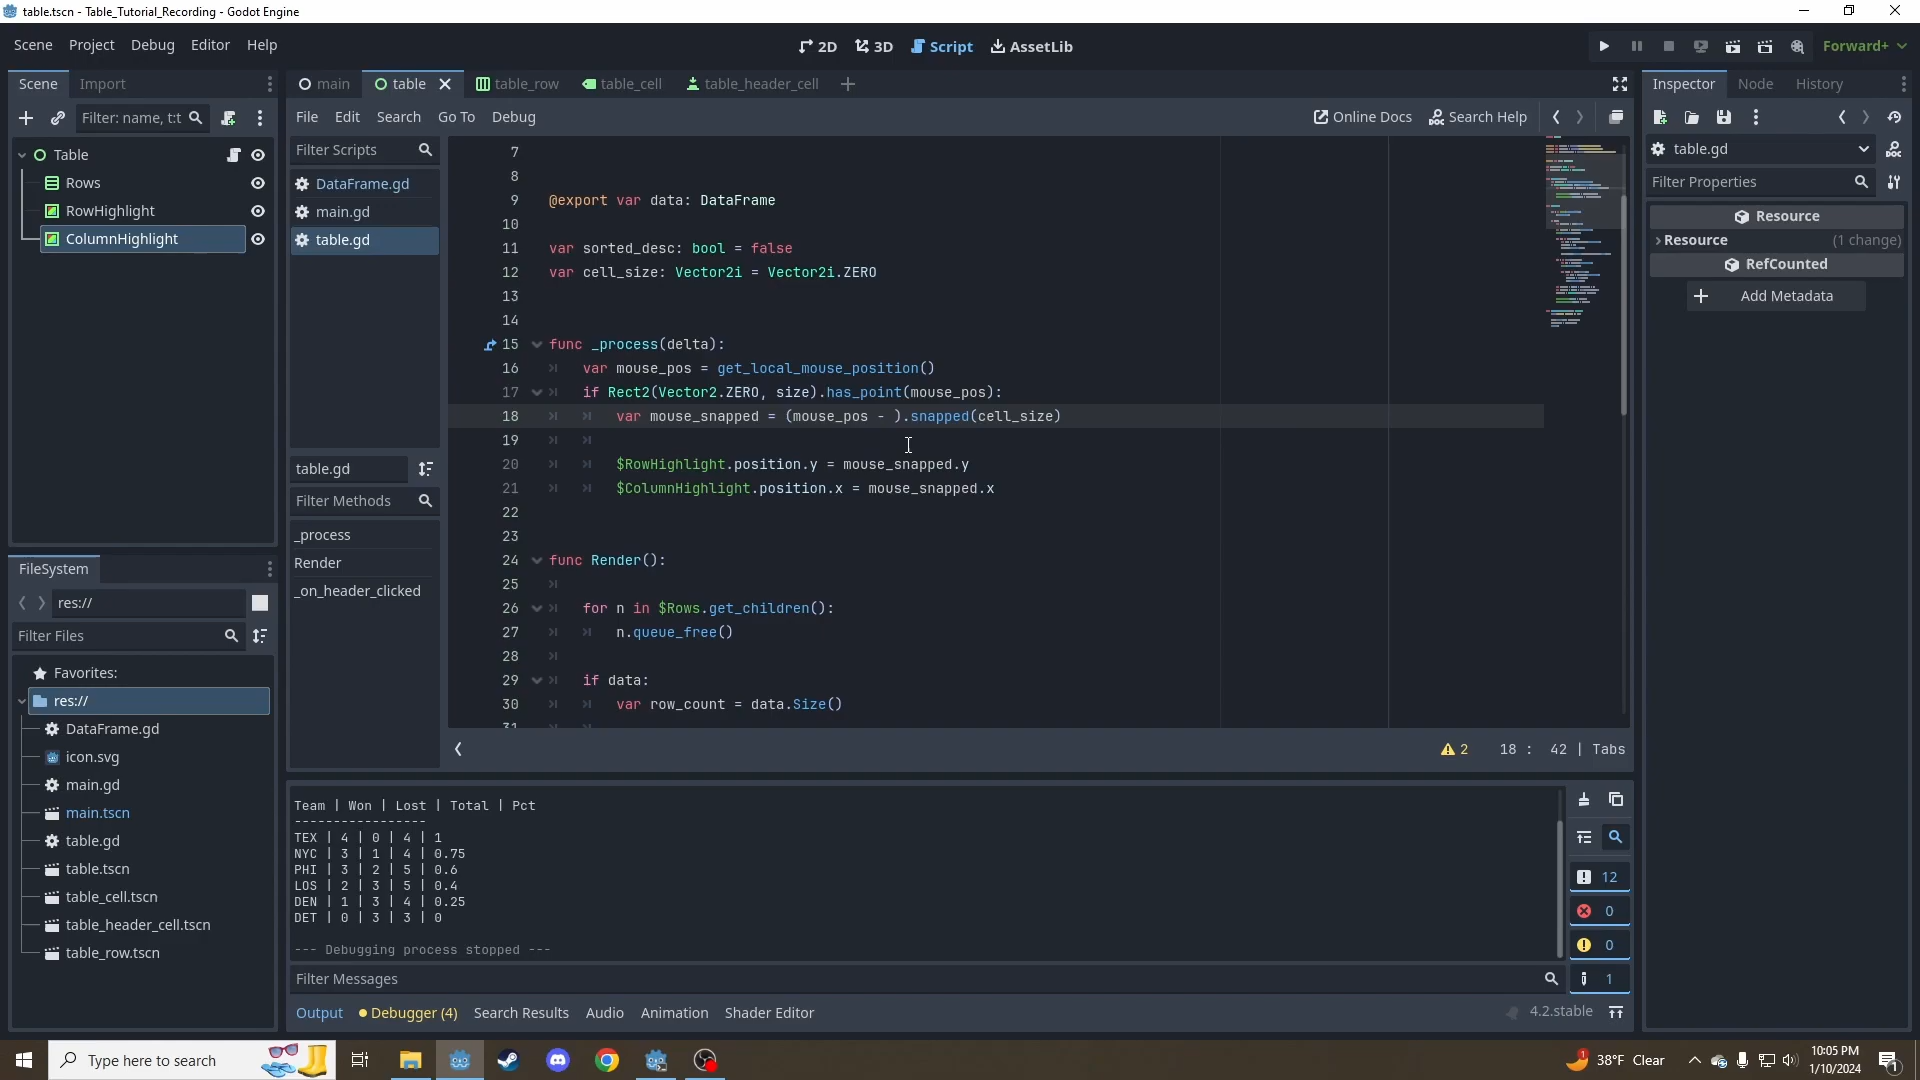 table.tscn - Table_Tutorial_Recording - Godot Engine
Scene Project Debug Editor Help
2D 3D Script AssetLib
Forward+
Scene Import
main table table_row table_cell table_header_cell
Inspector Node History
Filter: name, t:t
File Edit Search Go To Debug
Online Docs Search Help
Table
Rows
RowHighlight
ColumnHighlight
Filter Scripts
DataFrame.gd
main.gd
table.gd
table.gd
Filter Methods
_process
Render
_on_header_clicked
7
8
9 @export var data: DataFrame
10
11 var sorted_desc: bool = false
12 var cell_size: Vector2i = Vector2i.ZERO
13
14
15 func _process(delta):
16 var mouse_pos = get_local_mouse_position()
17 if Rect2(Vector2.ZERO, size).has_point(mouse_pos):
18 var mouse_snapped = (mouse_pos - ).snapped(cell_size)
19
20 $RowHighlight.position.y = mouse_snapped.y
21 $ColumnHighlight.position.x = mouse_snapped.x
22
23
24 func Render():
25
26 for n in $Rows.get_children():
27 n.queue_free()
28
29 if data:
30 var row_count = data.Size()
31
2 18 : 42 | Tabs
table.gd
Filter Properties
Resource
Resource (1 change)
RefCounted
Add Metadata
FileSystem
res://
Filter Files
Favorites:
res://
DataFrame.gd
icon.svg
main.gd
main.tscn
table.gd
table.tscn
table_cell.tscn
table_header_cell.tscn
table_row.tscn
Team | Won | Lost | Total | Pct
-----------------
TEX | 4 | 0 | 4 | 1
NYC | 3 | 1 | 4 | 0.75
PHI | 3 | 2 | 5 | 0.6
LOS | 2 | 3 | 5 | 0.4
DEN | 1 | 3 | 4 | 0.25
DET | 0 | 3 | 3 | 0
--- Debugging process stopped ---
Filter Messages
12
0
0
1
Output Debugger (4) Search Results Audio Animation Shader Editor
4.2.stable
Type here to search
1 38°F Clear
10:05 PM
1/10/2024
1